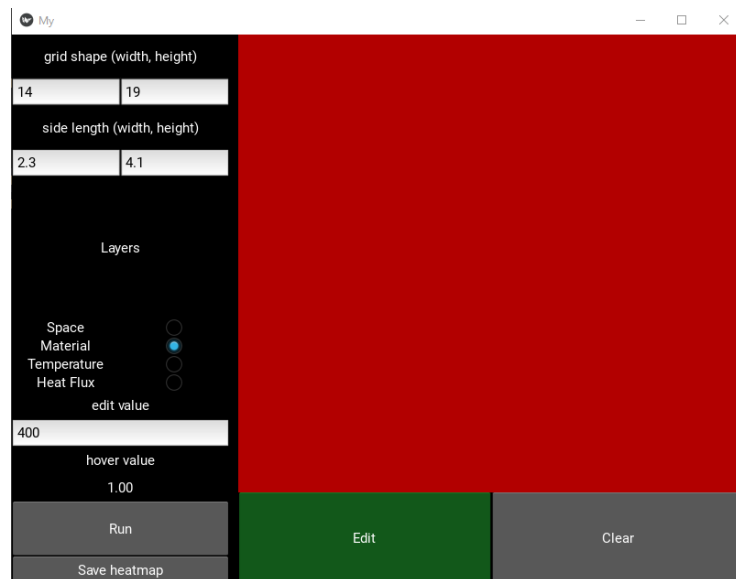 My
grid shape (width, height)
14 19
side length (width, height)
2.3 4.1
Layers
Space
Material
Temperature
Heat Flux
edit value
400
hover value
1.00
Run
Save heatmap
Edit Clear